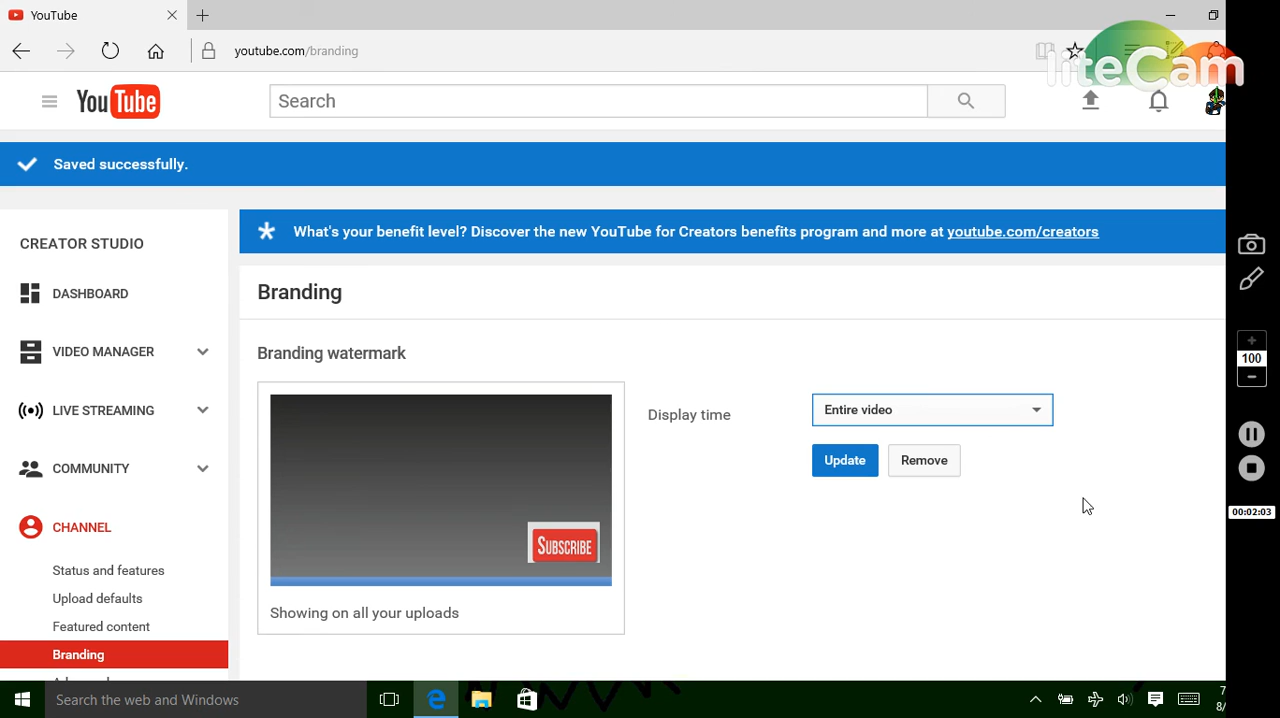 YouTube
youtube.com/branding
liteCam
YouTube
Search
Saved successfully.
What's your benefit level? Discover the new YouTube for Creators benefits program and more at youtube.com/creators
CREATOR STUDIO
DASHBOARD
VIDEO MANAGER
LIVE STREAMING
COMMUNITY
CHANNEL
Status and features
Upload defaults
Featured content
Branding
Branding
Branding watermark
Display time
Entire video
Update
Remove
SUBSCRIBE
Showing on all your uploads
100
00:02:03
Search the web and Windows
7
8/